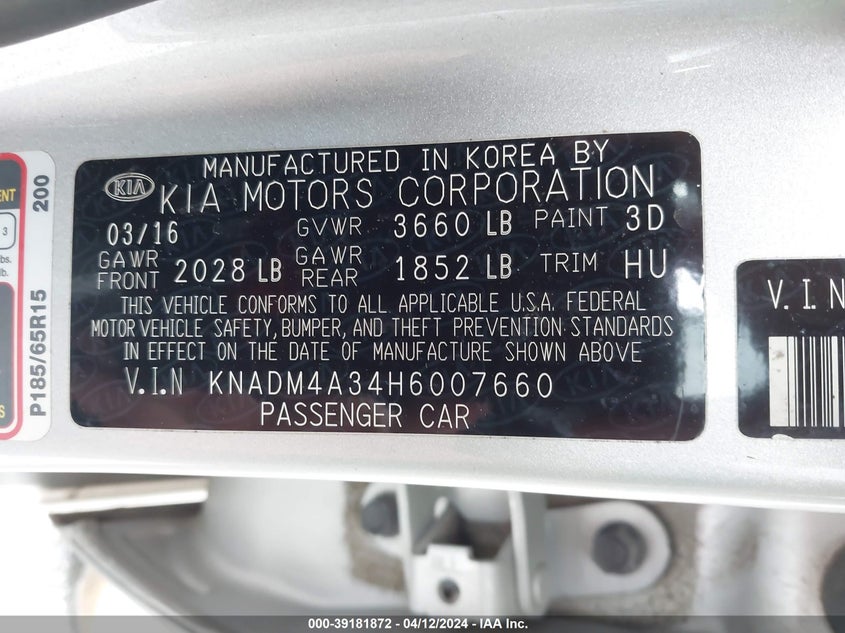 MANUFACTURED IN KOREA BY
KIA KIA MOTORS CORPORATION
03/16 GVWR 3660 LB PAINT 3D
GAWR FRONT 2028 LB GAWR REAR 1852 LB TRIM HU
THIS VEHICLE CONFORMS TO ALL APPLICABLE U.S.A. FEDERAL
MOTOR VEHICLE SAFETY, BUMPER, AND THEFT PREVENTION STANDARDS
IN EFFECT ON THE DATE OF MANUFACTURE SHOWN ABOVE
V.I.N KNADM4A34H6007660
PASSENGER CAR
P185/65R15 200
3
V.I.N
000-39181872 - 04/12/2024 - IAA Inc.